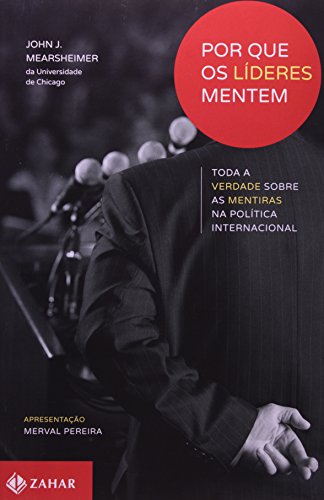 JOHN J.
MEARSHEIMER
da Universidade
de Chicago
POR QUE
OS LÍDERES
MENTEM
TODA A
VERDADE SOBRE
AS MENTIRAS
NA POLÍTICA
INTERNACIONAL
APRESENTAÇÃO
MERVAL PEREIRA
ZAHAR